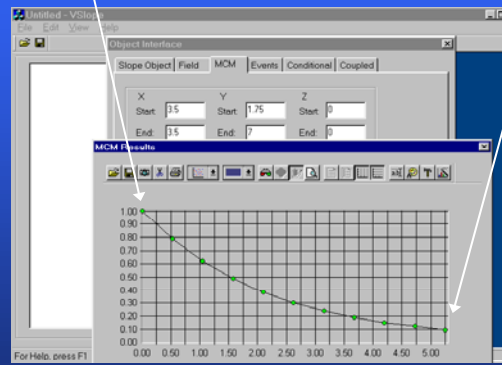 Untitled - VSlope
File Edit View Help
Object Interface
Slope Object Field MCM Events Conditional Coupled
X Y Z
Start: 3.5 Start: 1.75 Start: 0
End: 3.5 End: 7 End: 0
MCM Results
1.00
0.90
0.80
0.70
0.60
0.50
0.40
0.30
0.20
0.10
0.00
0.00 0.50 1.00 1.50 2.00 2.50 3.00 3.50 4.00 4.50 5.00
For Help, press F1